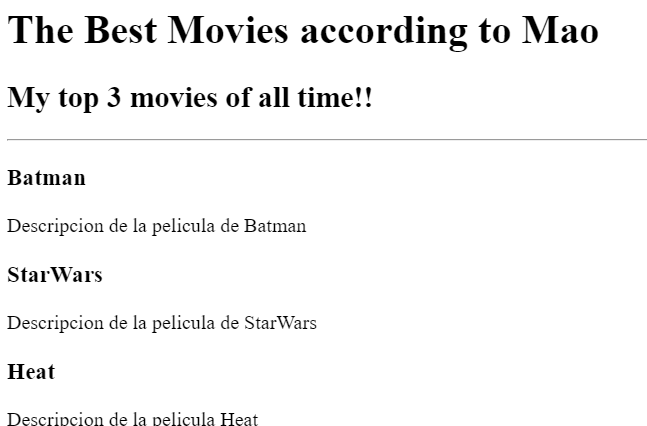 The Best Movies according to Mao
My top 3 movies of all time!!
Batman
Descripcion de la pelicula de Batman
StarWars
Descripcion de la pelicula de StarWars
Heat
Descripcion de la pelicula Heat